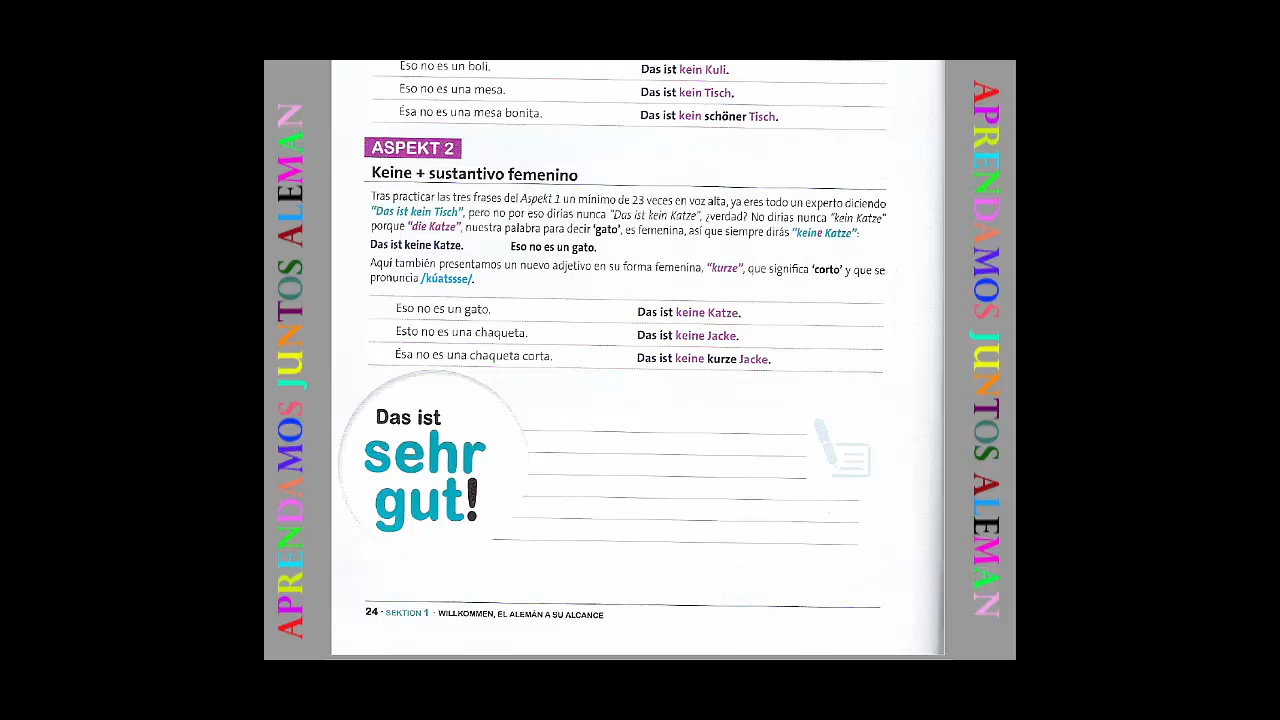 APRENDAMOS JUNTOS ALEMAN
Eso no es un boli. Das ist kein Kuli.
Eso no es una mesa. Das ist kein Tisch.
Ésa no es una mesa bonita. Das ist kein schöner Tisch.
ASPEKT 2
Keine + sustantivo femenino
Tras practicar las tres frases del Aspekt 1 un mínimo de 23 veces en voz alta, ya eres todo un experto diciendo
"Das ist kein Tisch", pero no por eso dirías nunca "Das ist kein Katze", ¿verdad? No dirías nunca "kein Katze"
porque "die Katze", nuestra palabra para decir 'gato', es femenina, así que siempre dirás "keine Katze":
Das ist keine Katze. Eso no es un gato.
Aquí también presentamos un nuevo adjetivo en su forma femenina, "kurze", que significa 'corto' y que se
pronuncia /kúatssse/.
Eso no es un gato. Das ist keine Katze.
Esto no es una chaqueta. Das ist keine Jacke.
Ésa no es una chaqueta corta. Das ist keine kurze Jacke.
Das ist
sehr
gut!
24 · SEKTION 1 · WILLKOMMEN, EL ALEMÁN A SU ALCANCE
APRENDAMOS JUNTOS ALEMAN